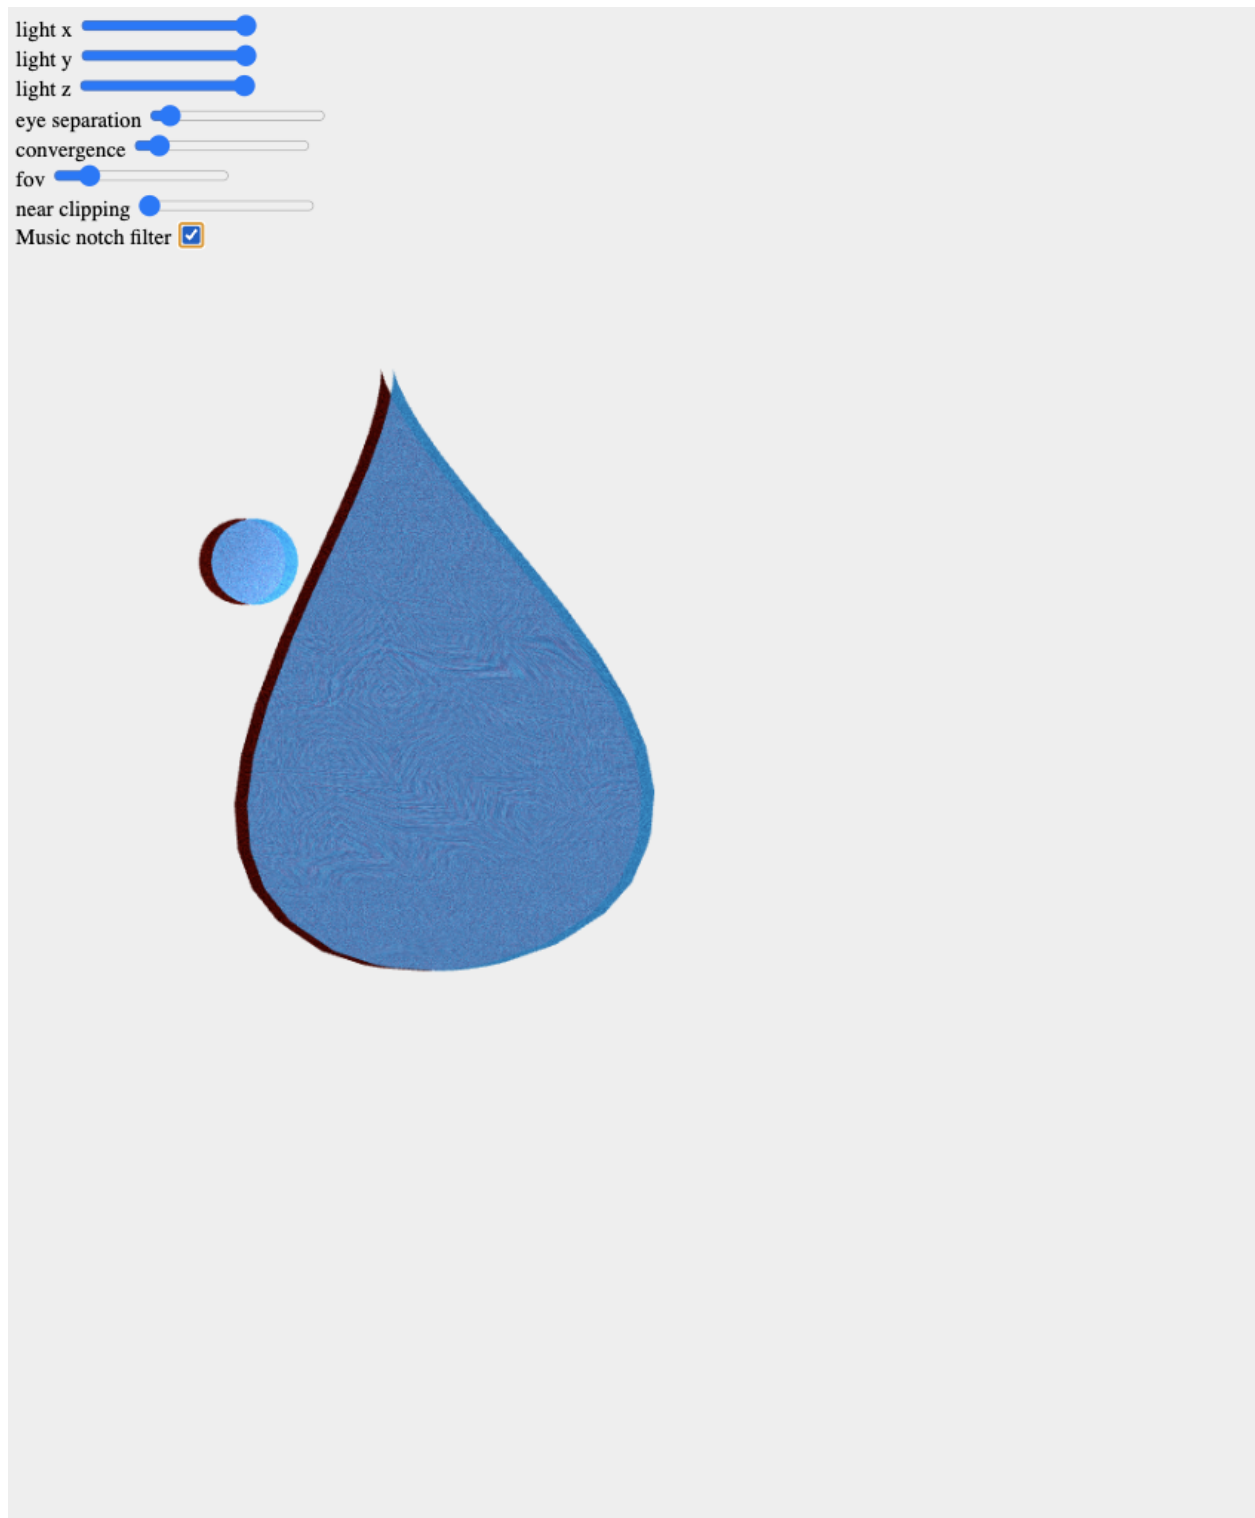 light x
light y
light z
eye separation
convergence
fov
near clipping
Music notch filter